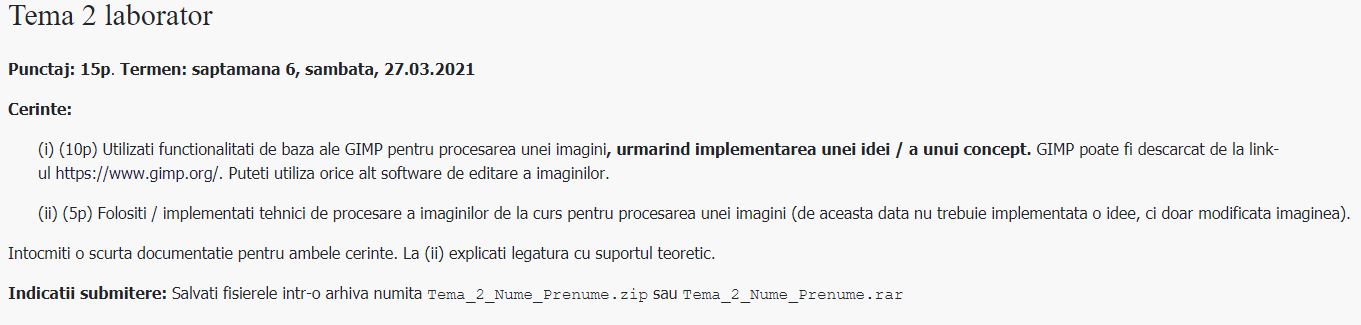 Tema 2 laborator
Punctaj: 15p. Termen: saptamana 6, sambata, 27.03.2021
Cerinte:
(i) (10p) Utilizati functionalitati de baza ale GIMP pentru procesarea unei imagini, urmarind implementarea unei idei / a unui concept. GIMP poate fi descarcat de la link-
ul https://www.gimp.org/. Puteti utiliza orice alt software de editare a imaginilor.
(ii) (5p) Folositi / implementati tehnici de procesare a imaginilor de la curs pentru procesarea unei imagini (de aceasta data nu trebuie implementata o idee, ci doar modificata imaginea).
Intocmiti o scurta documentatie pentru ambele cerinte. La (ii) explicati legatura cu suportul teoretic.
Indicatii submitere: Salvati fisierele intr-o arhiva numita Tema_2_Nume_Prenume.zip sau Tema_2_Nume_Prenume.rar